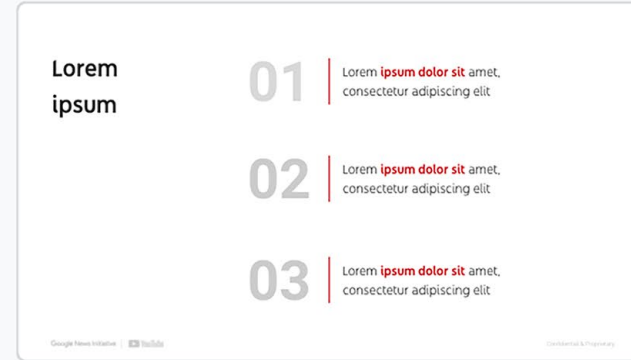 Lorem
ipsum
01
Lorem ipsum dolor sit amet,
consectetur adipiscing elit
02
Lorem ipsum dolor sit amet,
consectetur adipiscing elit
03
Lorem ipsum dolor sit amet,
consectetur adipiscing elit
Google News Initiative | YouTube
Confidential & Proprietary